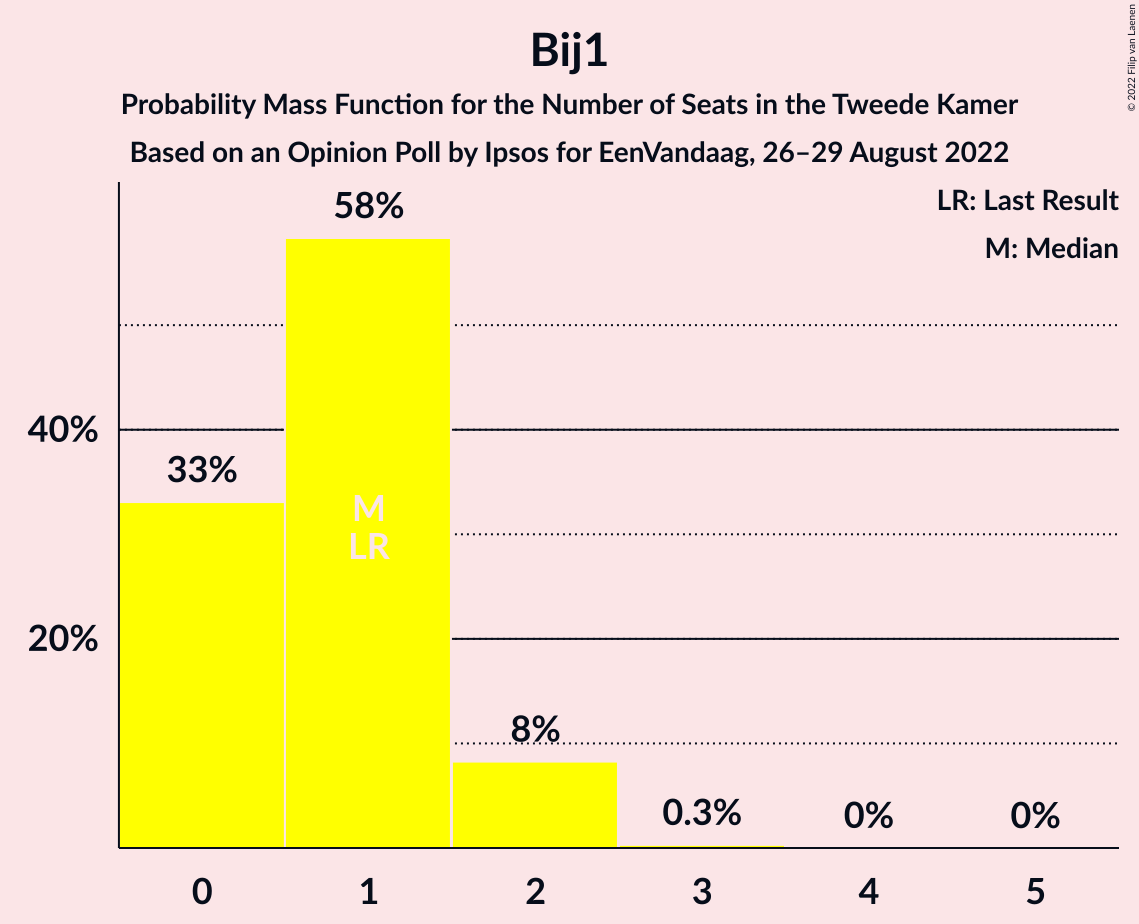 Bij1
Probability Mass Function for the Number of Seats in the Tweede Kamer
Based on an Opinion Poll by Ipsos for EenVandaag, 26–29 August 2022
© 2022 Filip van Laenen
LR: Last Result
M: Median
58%
40%
33%
M
LR
20%
8%
0.3%
0%
0%
0
1
2
3
4
5